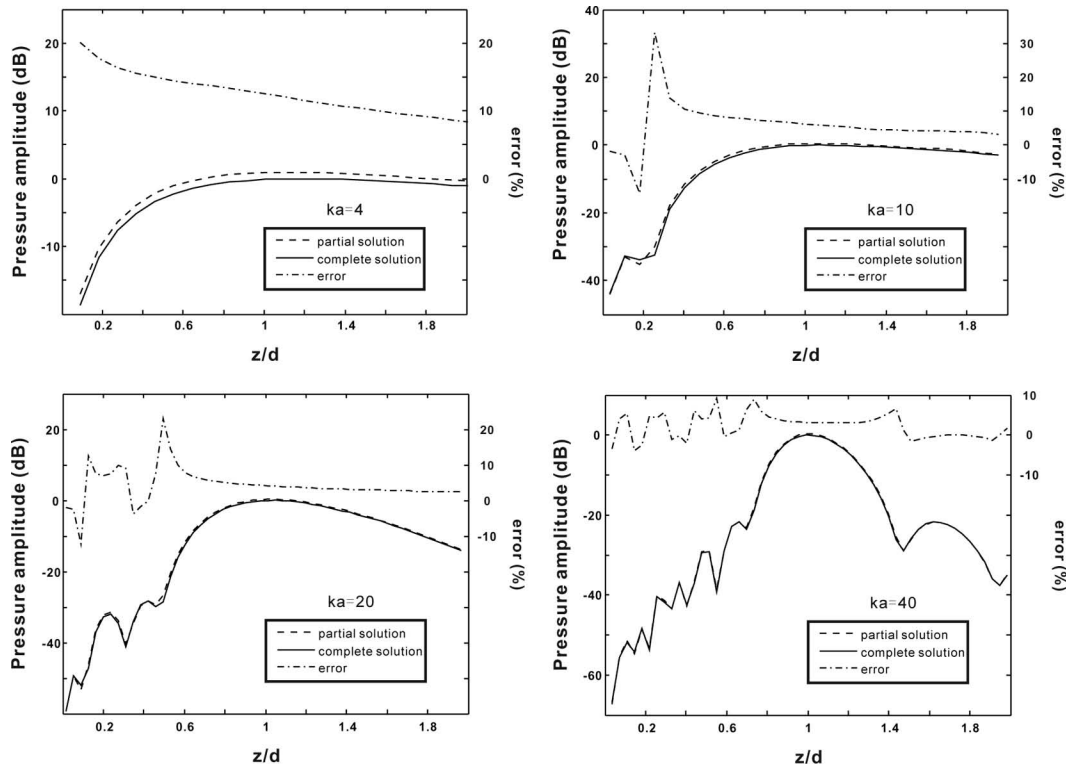 Pressure amplitude (dB)
20
10
0
-10
20
10
0
error (%)
ka=4
partial solution
complete solution
error
0.2
0.6
1
1.4
1.8
z/d
Pressure amplitude (dB)
40
20
0
-20
-40
30
20
10
0
-10
error (%)
ka=10
partial solution
complete solution
error
0.2
0.6
1
1.4
1.8
z/d
Pressure amplitude (dB)
20
0
-20
-40
20
10
0
-10
error (%)
ka=20
partial solution
complete solution
error
0.2
0.6
1
1.4
1.8
z/d
Pressure amplitude (dB)
0
-20
-40
-60
10
0
-10
error (%)
ka=40
partial solution
complete solution
error
0.2
0.6
1
1.4
1.8
z/d